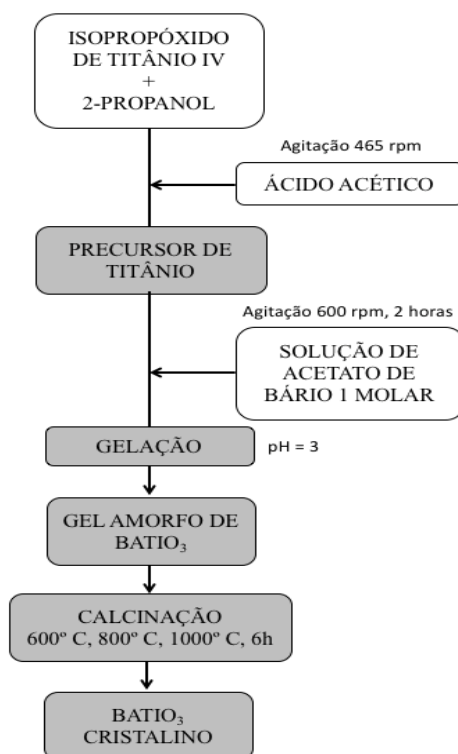 ISOPROPÓXIDO
DE TITÂNIO IV
+
2-PROPANOL
Agitação 465 rpm
ÁCIDO ACÉTICO
PRECURSOR DE
TITÂNIO
Agitação 600 rpm, 2 horas
SOLUÇÃO DE
ACETATO DE
BÁRIO 1 MOLAR
GELAÇÃO
pH = 3
GEL AMORFO DE
BATIO₃
CALCINAÇÃO
600º C, 800º C, 1000º C, 6h
BATIO₃
CRISTALINO